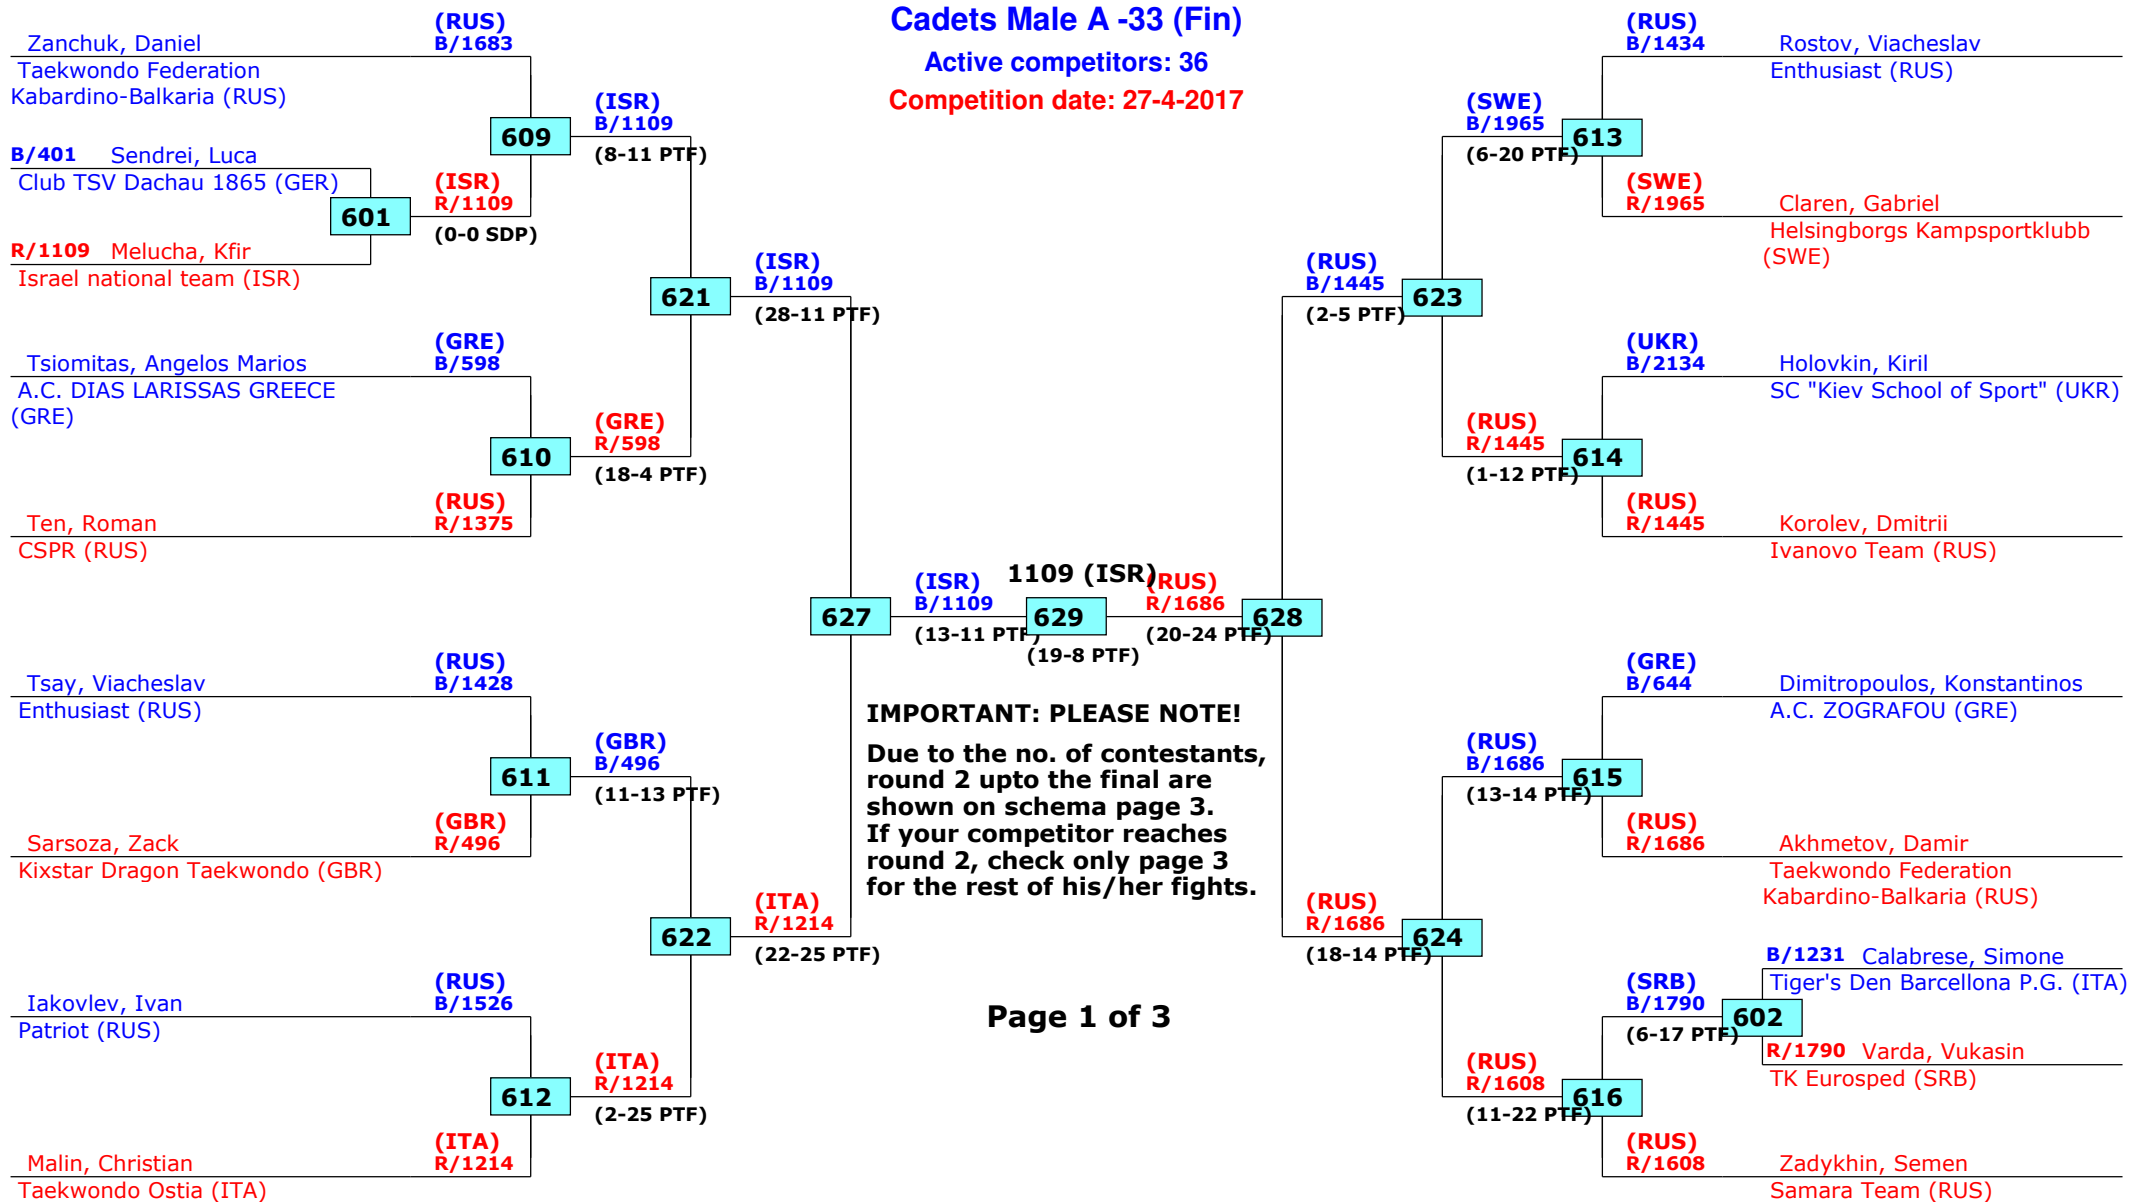 Cadets Male A -33 (Fin)
Active competitors: 36
Competition date: 27-4-2017
Zanchuk, Daniel
(RUS)
B/1683
Taekwondo Federation
Kabardino-Balkaria (RUS)
609
(ISR)
B/1109
(8-11 PTF)
B/401 Sendrei, Luca
Club TSV Dachau 1865 (GER)
601
(ISR)
R/1109
(0-0 SDP)
R/1109 Melucha, Kfir
Israel national team (ISR)
621
(ISR)
B/1109
(28-11 PTF)
Tsiomitas, Angelos Marios
(GRE)
B/598
A.C. DIAS LARISSAS GREECE
(GRE)
610
(GRE)
R/598
(18-4 PTF)
Ten, Roman
(RUS)
R/1375
CSPR (RUS)
627
(ISR)
B/1109
(13-11 PTF)
1109 (ISR)
629
(19-8 PTF)
(RUS)
R/1686
(20-24 PTF)
628
Tsay, Viacheslav
(RUS)
B/1428
Enthusiast (RUS)
611
(GBR)
B/496
(11-13 PTF)
Sarsoza, Zack
(GBR)
R/496
Kixstar Dragon Taekwondo (GBR)
622
(ITA)
R/1214
(22-25 PTF)
Iakovlev, Ivan
(RUS)
B/1526
Patriot (RUS)
612
(ITA)
R/1214
(2-25 PTF)
Malin, Christian
(ITA)
R/1214
Taekwondo Ostia (ITA)
IMPORTANT: PLEASE NOTE!
Due to the no. of contestants,
round 2 upto the final are
shown on schema page 3.
If your competitor reaches
round 2, check only page 3
for the rest of his/her fights.
Page 1 of 3
(RUS)
B/1434
Rostov, Viacheslav
Enthusiast (RUS)
(SWE)
B/1965
(6-20 PTF)
613
(SWE)
R/1965
Claren, Gabriel
Helsingborgs Kampsportklubb
(SWE)
(RUS)
B/1445
(2-5 PTF)
623
(UKR)
B/2134
Holovkin, Kiril
SC "Kiev School of Sport" (UKR)
(RUS)
R/1445
(1-12 PTF)
614
(RUS)
R/1445
Korolev, Dmitrii
Ivanovo Team (RUS)
(GRE)
B/644
Dimitropoulos, Konstantinos
A.C. ZOGRAFOU (GRE)
(RUS)
B/1686
(13-14 PTF)
615
(RUS)
R/1686
Akhmetov, Damir
Taekwondo Federation
Kabardino-Balkaria (RUS)
(RUS)
R/1686
(18-14 PTF)
624
B/1231 Calabrese, Simone
Tiger's Den Barcellona P.G. (ITA)
(SRB)
B/1790
(6-17 PTF)
602
R/1790 Varda, Vukasin
TK Eurosped (SRB)
(RUS)
R/1608
(11-22 PTF)
616
(RUS)
R/1608
Zadykhin, Semen
Samara Team (RUS)